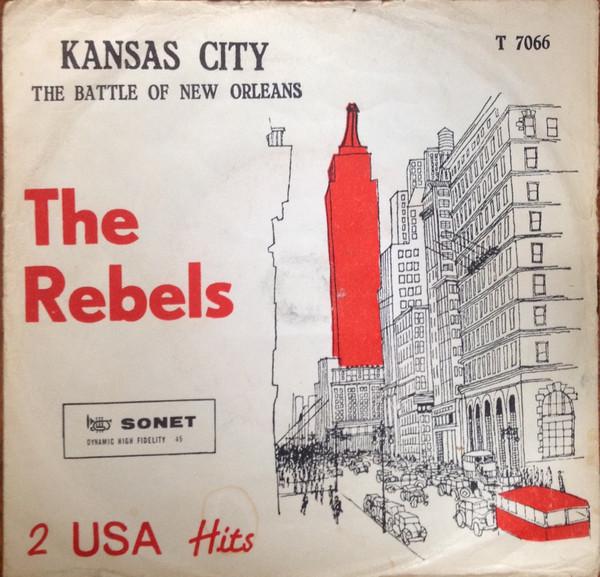 KANSAS CITY
T 7066
THE BATTLE OF NEW ORLEANS
The
Rebels
SONET
DYNAMIC HIGH FIDELITY 45
2 USA Hits